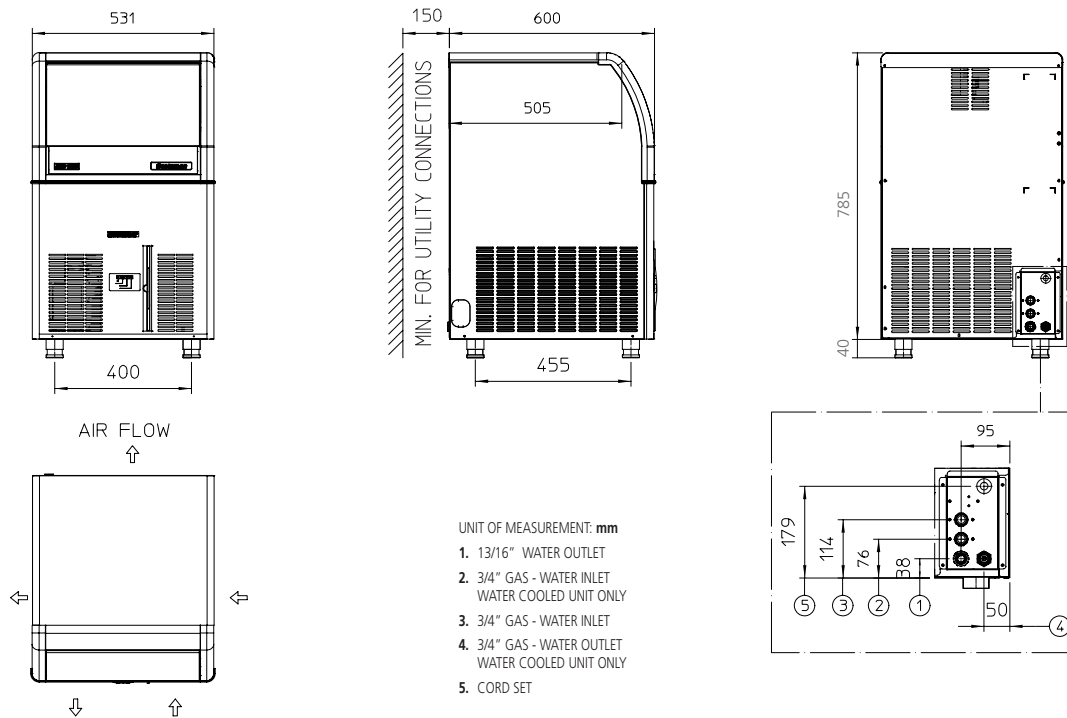 531
150
600
505
MIN. FOR UTILITY CONNECTIONS
785
40
400
455
AIR FLOW
95
179
114
76
38
50
5
3
2
1
4
UNIT OF MEASUREMENT: mm
1. 13/16" WATER OUTLET
2. 3/4" GAS - WATER INLET
WATER COOLED UNIT ONLY
3. 3/4" GAS - WATER INLET
4. 3/4" GAS - WATER OUTLET
WATER COOLED UNIT ONLY
5. CORD SET